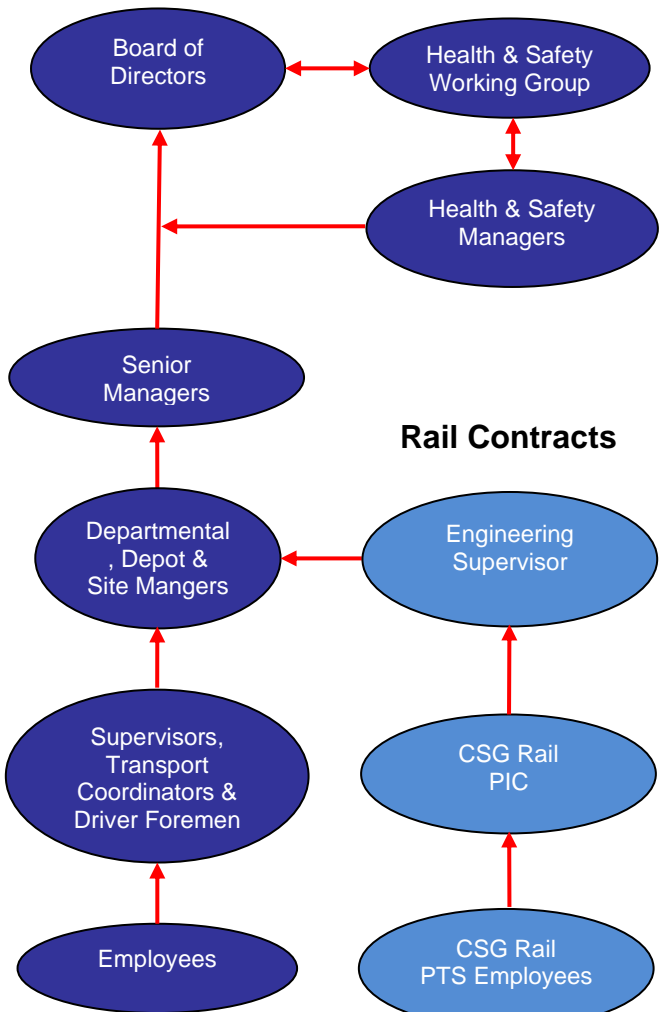 Board of
Directors
Health & Safety
Working Group
Health & Safety
Managers
Senior
Managers
Rail Contracts
Departmental
, Depot &
Site Mangers
Engineering
Supervisor
Supervisors,
Transport
Coordinators &
Driver Foremen
CSG Rail
PIC
Employees
CSG Rail
PTS Employees